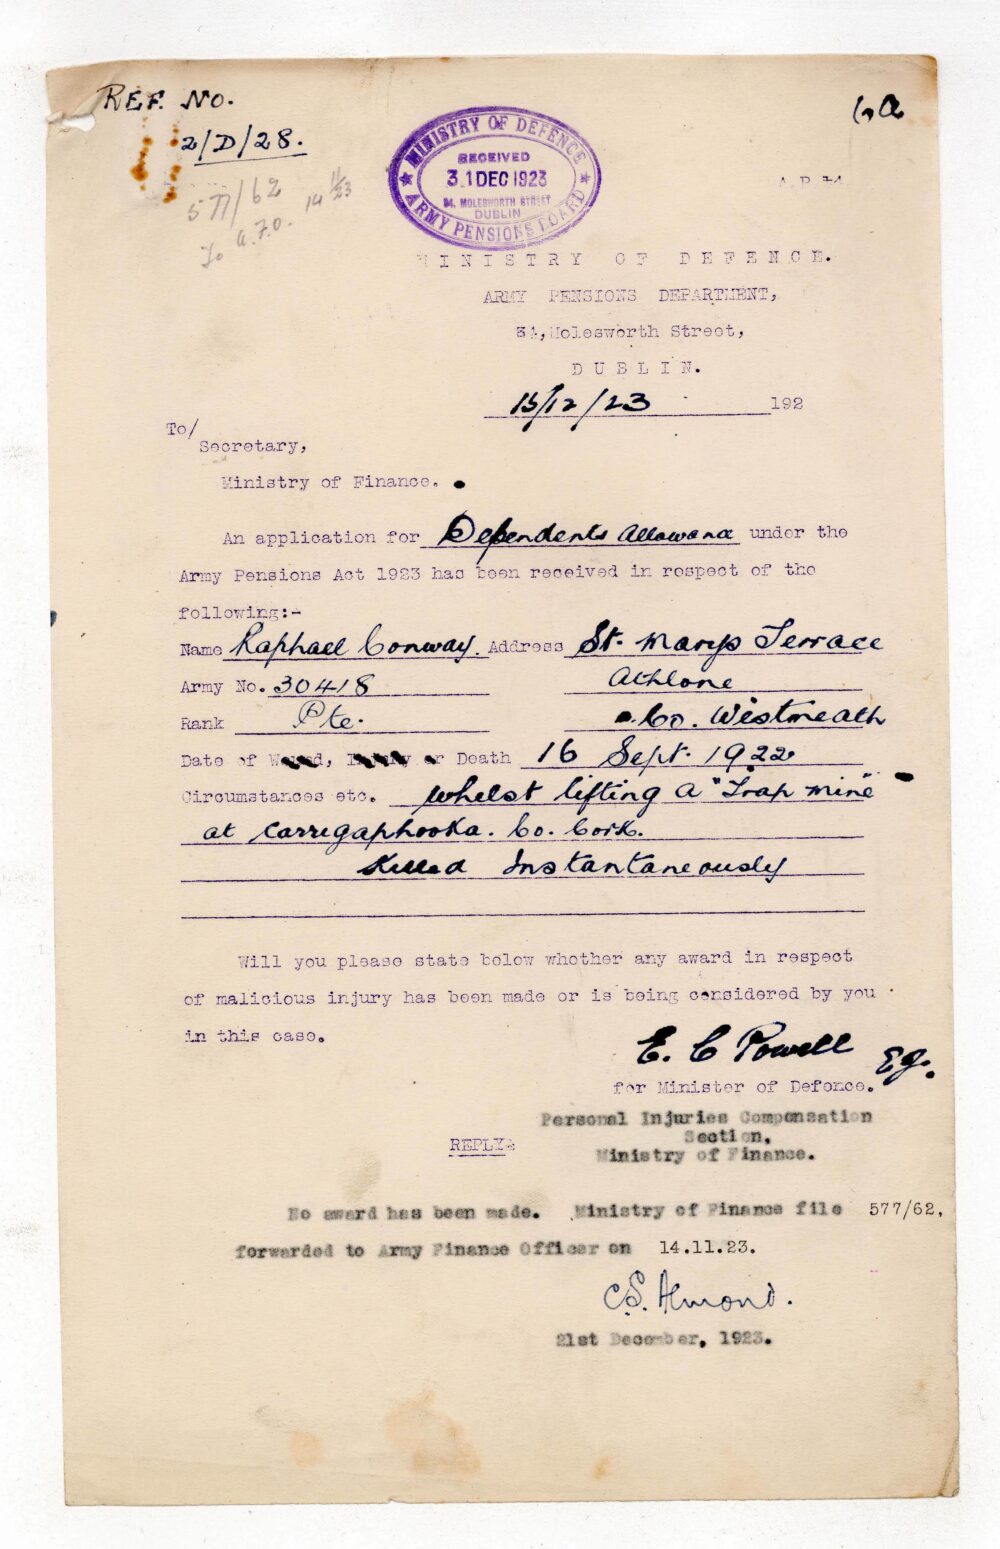 REF. NO.
2/D/28.
6a
577/62
14 11/23
To A.F.O.
MINISTRY OF DEFENCE
RECEIVED
31 DEC 1923
34, MOLESWORTH STREET
DUBLIN
ARMY PENSIONS BOARD
MINISTRY OF DEFENCE.
ARMY PENSIONS DEPARTMENT,
34, Molesworth Street,
DUBLIN.
15/12/23 192
To/
Secretary,
Ministry of Finance.
An application for Dependents Allowance under the
Army Pensions Act 1923 has been received in respect of the
following:-
Name Raphael Conway. Address St. Marys Terrace
Army No. 30418 Athlone
Rank Pte. Co. Westmeath
Date of Wound, Injury or Death 16 Sept. 1922
Circumstances etc. Whilst lifting a "Trap mine"
at Carrigaphooka. Co. Cork.
Killed Instantaneously
Will you please state below whether any award in respect
of malicious injury has been made or is being considered by you
in this case.
E. C Powell
for Minister of Defence.
Personal Injuries Compensation
Section,
Ministry of Finance.
REPLY:
No award has been made. Ministry of Finance file 577/62,
forwarded to Army Finance Officer on 14.11.23.
C.S. Almond.
21st December, 1923.